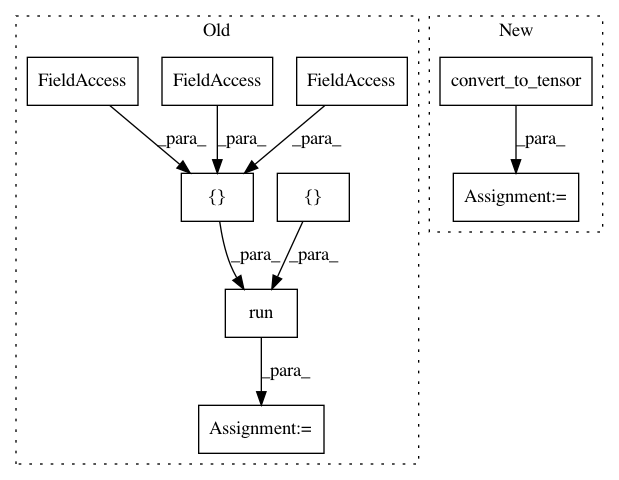 Old
New
FieldAccess
FieldAccess
FieldAccess
convert_to_tensor
_para_
_para_
_para_
_para_
{}
{}
Assignment:=
_para_
_para_
run
_para_
Assignment:=